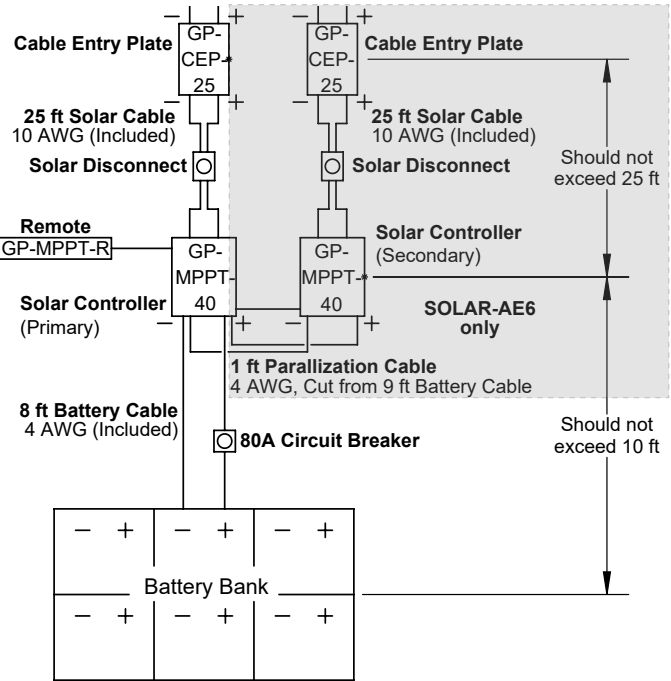 − +
− +
Cable Entry Plate
GP-
CEP-*
25
GP-
CEP-
25
Cable Entry Plate
− +
− +
25 ft Solar Cable
10 AWG (Included)
25 ft Solar Cable
10 AWG (Included)
Solar Disconnect
Solar Disconnect
Should not
exceed 25 ft
Remote
GP-MPPT-R
GP-
MPPT-
40
GP-
MPPT-*
40
Solar Controller
(Secondary)
Solar Controller
(Primary)
− +
− +
SOLAR-AE6
only
1 ft Parallization Cable
4 AWG, Cut from 9 ft Battery Cable
8 ft Battery Cable
4 AWG (Included)
80A Circuit Breaker
Should not
exceed 10 ft
− + − + − +
Battery Bank
− + − + − +